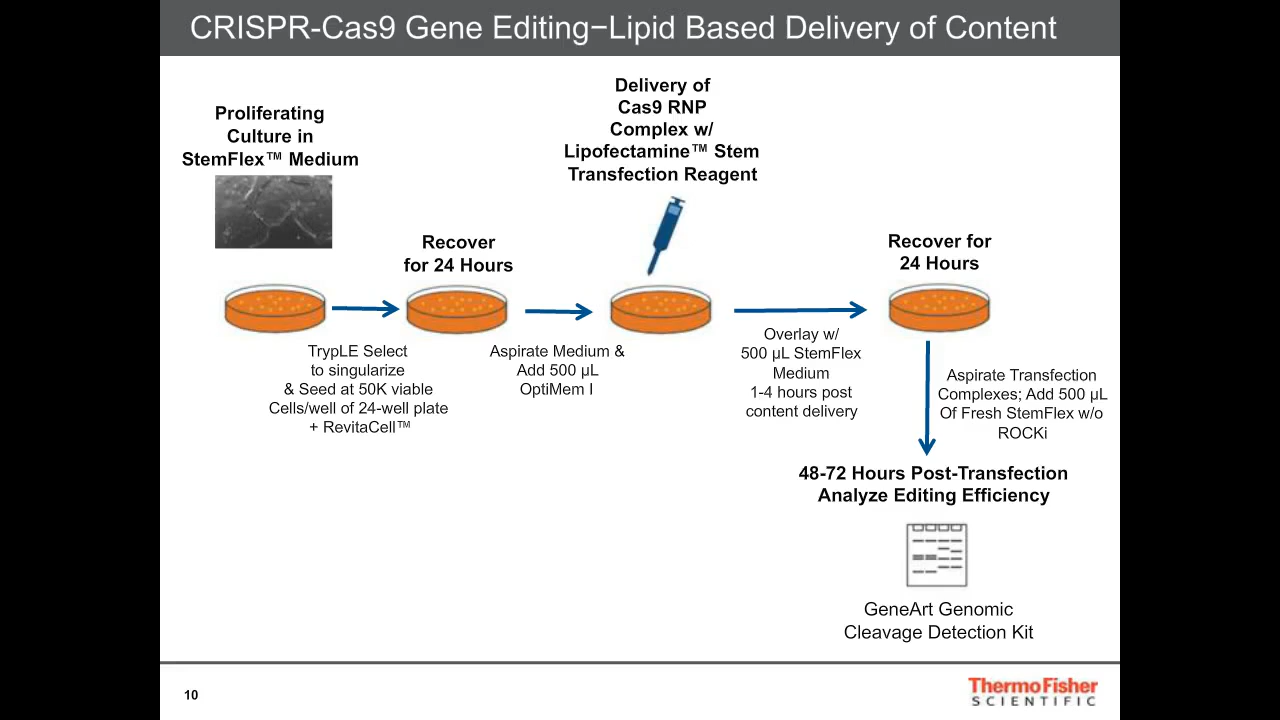 CRISPR-Cas9 Gene Editing−Lipid Based Delivery of Content
Proliferating
Culture in
StemFlex™ Medium
Recover
for 24 Hours
Delivery of
Cas9 RNP
Complex w/
Lipofectamine™ Stem
Transfection Reagent
Recover for
24 Hours
TrypLE Select
to singularize
& Seed at 50K viable
Cells/well of 24-well plate
+ RevitaCell™
Aspirate Medium &
Add 500 µL
OptiMem I
Overlay w/
500 µL StemFlex
Medium
1-4 hours post
content delivery
Aspirate Transfection
Complexes; Add 500 µL
Of Fresh StemFlex w/o
ROCKi
48-72 Hours Post-Transfection
Analyze Editing Efficiency
GeneArt Genomic
Cleavage Detection Kit
10
ThermoFisher
SCIENTIFIC